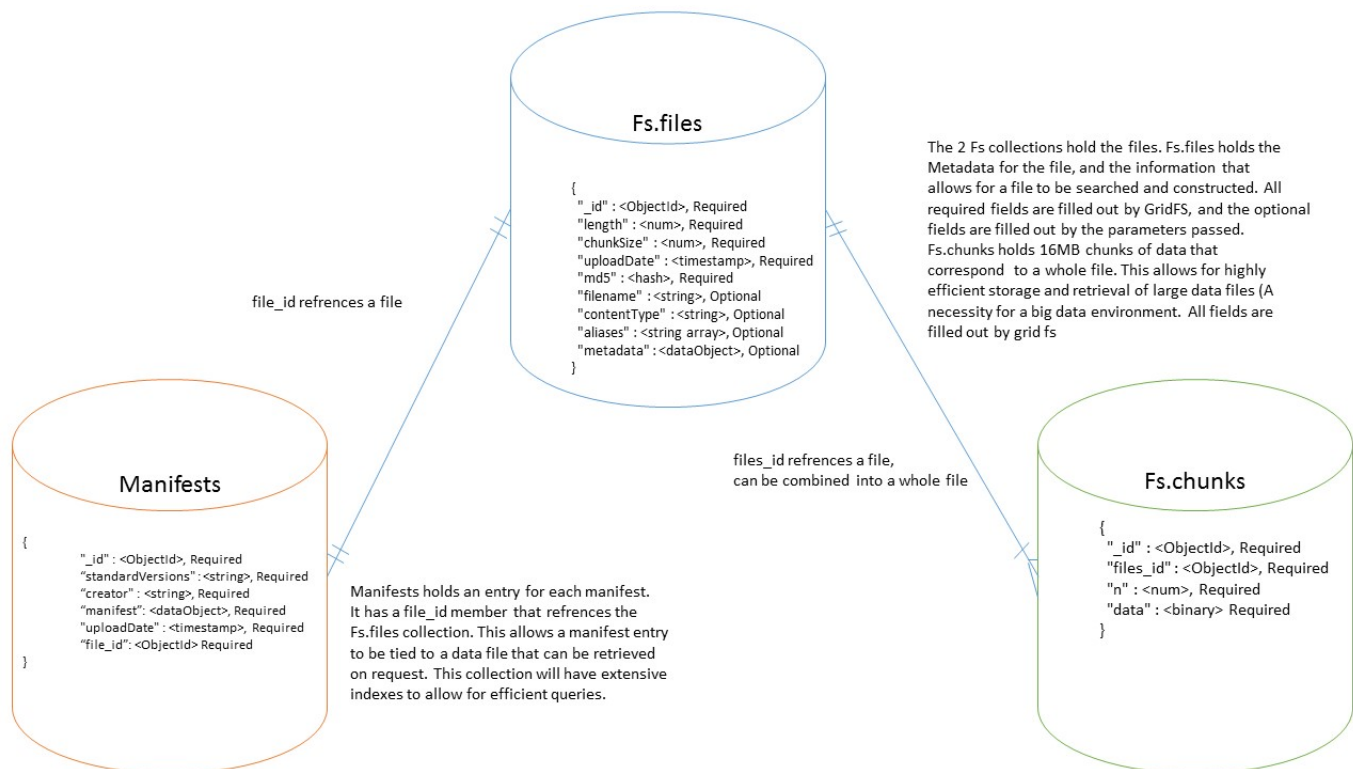 Fs.files
{
"_id" : <ObjectId>, Required
"length" : <num>, Required
"chunkSize" : <num>, Required
"uploadDate" : <timestamp>, Required
"md5" : <hash>, Required
"filename" : <string>, Optional
"contentType" : <string>, Optional
"aliases" : <string array>, Optional
"metadata" :<dataObject>, Optional
}
The 2 Fs collections hold the files. Fs.files holds the
Metadata for the file, and the information that
allows for a file to be searched and constructed. All
required fields are filled out by GridFS, and the optional
fields are filled out by the parameters passed.
Fs.chunks holds 16MB chunks of data that
correspond to a whole file. This allows for highly
efficient storage and retrieval of large data files (A
necessity for a big data environment. All fields are
filled out by grid fs
file_id refrences a file
files_id refrences a file,
can be combined into a whole file
Manifests
{
"_id" : <ObjectId>, Required
“standardVersions" : <string>, Required
“creator" : <string>, Required
“manifest”: <dataObject>, Required
"uploadDate" : <timestamp>, Required
“file_id”: <ObjectId> Required
}
Manifests holds an entry for each manifest.
It has a file_id member that refrences the
Fs.files collection. This allows a manifest entry
to be tied to a data file that can be retrieved
on request. This collection will have extensive
indexes to allow for efficient queries.
Fs.chunks
{
"_id" : <ObjectId>, Required
"files_id" : <ObjectId>, Required
"n" : <num>, Required
"data" : <binary> Required
}